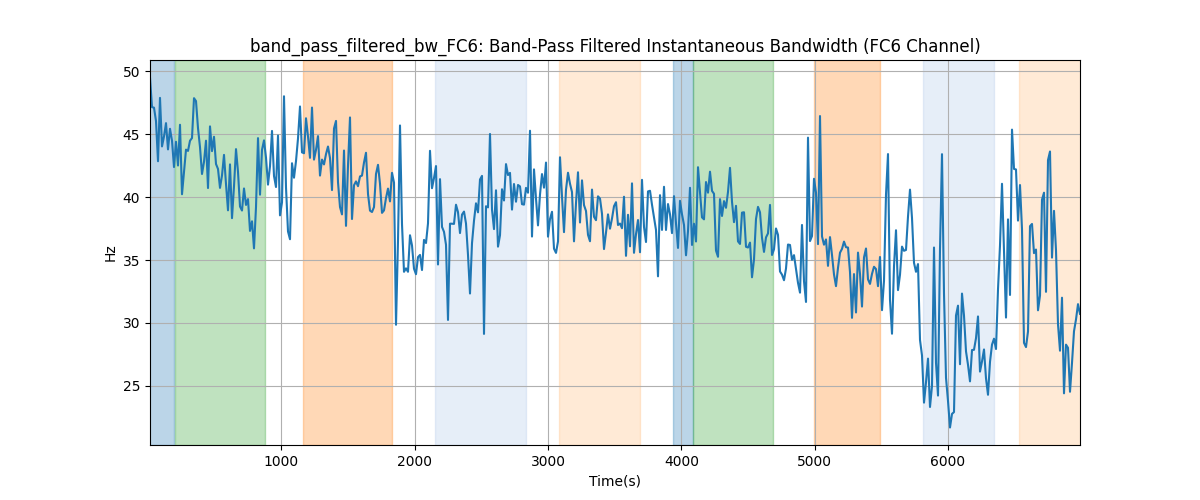 band_pass_filtered_bw_FC6: Band-Pass Filtered Instantaneous Bandwidth (FC6 Channel)
50
45
40
35
30
25
Hz
1000 2000 3000 4000 5000 6000
Time(s)